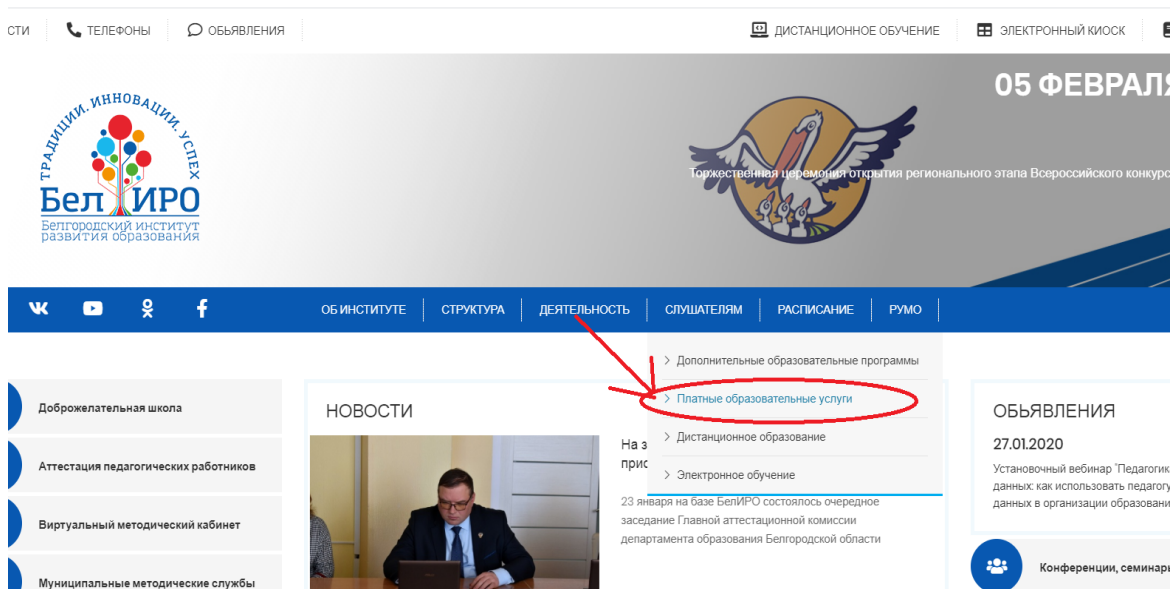 ТЕЛЕФОНЫ
ОБЬЯВЛЕНИЯ
ДИСТАНЦИОННОЕ ОБУЧЕНИЕ
ЭЛЕКТРОННЫЙ КИОСК
ТРАДИЦИИ. ИННОВАЦИИ. УСПЕХ
БелИРО
Белгородский институт
развития образования
05 ФЕВРАЛЯ
Торжественная церемония открытия регионального этапа Всероссийского конкурс
ОБ ИНСТИТУТЕ
СТРУКТУРА
ДЕЯТЕЛЬНОСТЬ
СЛУШАТЕЛЯМ
РАСПИСАНИЕ
РУМО
Дополнительные образовательные программы
Платные образовательные услуги
Дистанционное образование
Электронное обучение
Доброжелательная школа
Аттестация педагогических работников
Виртуальный методический кабинет
Муниципальные методические службы
НОВОСТИ
На з
прис
23 января на базе БелИРО состоялось очередное
заседание Главной аттестационной комиссии
департамента образования Белгородской области
ОБЬЯВЛЕНИЯ
27.01.2020
Установочный вебинар "Педагогик
данных: как использовать педагогу
данных в организации образовани
Конференции, семинары